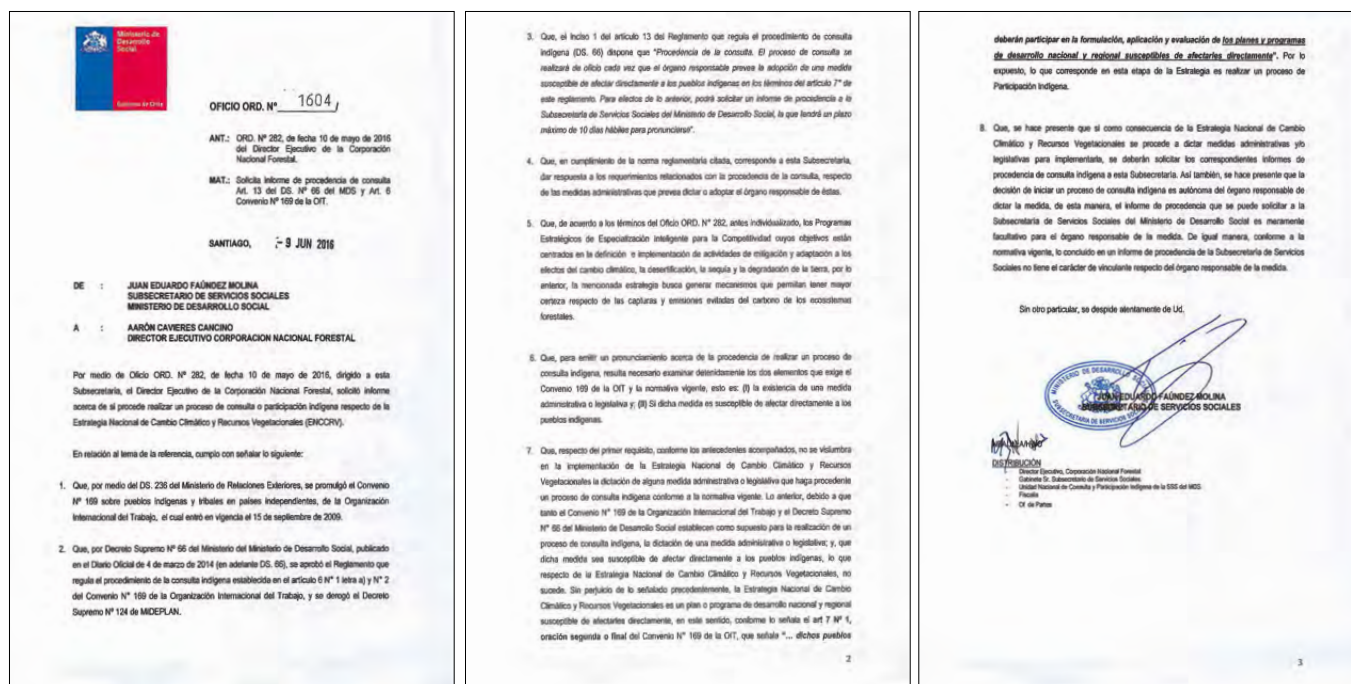 Ministerio de
Desarrollo
Social
Gobierno de Chile
OFICIO ORD. N° 1604 /
ANT.: ORD. Nº 282, de fecha 10 de mayo de 2016
del Director Ejecutivo de la Corporación
Nacional Forestal.
MAT.: Solicita informe de procedencia de consulta
Art. 13 del DS. Nº 66 del MDS y Art. 6
Convenio Nº 169 de la OIT.
SANTIAGO, - 9 JUN 2016
DE : JUAN EDUARDO FAÚNDEZ MOLINA
SUBSECRETARIO DE SERVICIOS SOCIALES
MINISTERIO DE DESARROLLO SOCIAL
A : AARÓN CAVIERES CANCINO
DIRECTOR EJECUTIVO CORPORACION NACIONAL FORESTAL
Por medio de Oficio ORD. Nº 282, de fecha 10 de mayo de 2016, dirigido a esta
Subsecretaría, el Director Ejecutivo de la Corporación Nacional Forestal, solicitó informe
acerca de si procede realizar un proceso de consulta o participación indígena respecto de la
Estrategia Nacional de Cambio Climático y Recursos Vegetacionales (ENCCRV).
En relación al tema de la referencia, cumplo con señalar lo siguiente:
1. Que, por medio del DS. 236 del Ministerio de Relaciones Exteriores, se promulgó el Convenio
Nº 169 sobre pueblos indígenas y tribales en países independientes, de la Organización
Internacional del Trabajo, el cual entró en vigencia el 15 de septiembre de 2009.
2. Que, por Decreto Supremo Nº 66 del Ministerio del Ministerio de Desarrollo Social, publicado
en el Diario Oficial de 4 de marzo de 2014 (en adelante DS. 66), se aprobó el Reglamento que
regula el procedimiento de la consulta indígena establecida en el artículo 6 N° 1 letra a) y N° 2
del Convenio N° 169 de la Organización Internacional del Trabajo, y se derogó el Decreto
Supremo N° 124 de MIDEPLAN.
3. Que, el inciso 1 del artículo 13 del Reglamento que regula el procedimiento de consulta
indígena (DS. 66) dispone que "Procedencia de la consulta. El proceso de consulta se
realizará de oficio cada vez que el órgano responsable prevea la adopción de una medida
susceptible de afectar directamente a los pueblos indígenas en los términos del artículo 7° de
este reglamento. Para efectos de lo anterior, podrá solicitar un informe de procedencia a la
Subsecretaría de Servicios Sociales del Ministerio de Desarrollo Social, la que tendrá un plazo
máximo de 10 días hábiles para pronunciarse".
4. Que, en cumplimiento de la norma reglamentaria citada, corresponde a esta Subsecretaría,
dar respuesta a los requerimientos relacionados con la procedencia de la consulta, respecto
de las medidas administrativas que prevea dictar o adoptar el órgano responsable de éstas.
5. Que, de acuerdo a los términos del Oficio ORD. N° 282, antes individualizado, los Programas
Estratégicos de Especialización Inteligente para la Competitividad cuyos objetivos están
centrados en la definición e implementación de actividades de mitigación y adaptación a los
efectos del cambio climático, la desertificación, la sequía y la degradación de la tierra, por lo
anterior, la mencionada estrategia busca generar mecanismos que permitan tener mayor
certeza respecto de las capturas y emisiones evitadas del carbono de los ecosistemas
forestales.
6. Que, para emitir un pronunciamiento acerca de la procedencia de realizar un proceso de
consulta indígena, resulta necesario examinar detenidamente los dos elementos que exige el
Convenio 169 de la OIT y la normativa vigente, esto es: (I) la existencia de una medida
administrativa o legislativa y; (II) Si dicha medida es susceptible de afectar directamente a los
pueblos indígenas.
7. Que, respecto del primer requisito, conforme los antecedentes acompañados, no se vislumbra
en la implementación de la Estrategia Nacional de Cambio Climático y Recursos
Vegetacionales la dictación de alguna medida administrativa o legislativa que haga procedente
un proceso de consulta indígena conforme a la normativa vigente. Lo anterior, debido a que
tanto el Convenio N° 169 de la Organización Internacional del Trabajo y el Decreto Supremo
N° 66 del Ministerio de Desarrollo Social establecen como supuesto para la realización de un
proceso de consulta indígena, la dictación de una medida administrativa o legislativa; y, que
dicha medida sea susceptible de afectar directamente a los pueblos indígenas, lo que
respecto de la Estrategia Nacional de Cambio Climático y Recursos Vegetacionales, no
sucede. Sin perjuicio de lo señalado precedentemente, la Estrategia Nacional de Cambio
Climático y Recursos Vegetacionales es un plan o programa de desarrollo nacional y regional
susceptible de afectarles directamente, en este sentido, conforme lo señala el art 7 Nº 1,
oración segunda o final del Convenio N° 169 de la OIT, que señala "... dichos pueblos
2
deberán participar en la formulación, aplicación y evaluación de los planes y programas
de desarrollo nacional y regional susceptibles de afectarles directamente". Por lo
expuesto, lo que corresponde en esta etapa de la Estrategia es realizar un proceso de
Participación Indígena.
8. Que, se hace presente que si como consecuencia de la Estrategia Nacional de Cambio
Climático y Recursos Vegetacionales se procede a dictar medidas administrativas y/o
legislativas para implementarla, se deberán solicitar los correspondientes informes de
procedencia de consulta indígena a esta Subsecretaría. Así también, se hace presente que la
decisión de iniciar un proceso de consulta indígena es autónoma del órgano responsable de
dictar la medida, de esta manera, el informe de procedencia que se puede solicitar a la
Subsecretaría de Servicios Sociales del Ministerio de Desarrollo Social es meramente
facultativo para el órgano responsable de la medida. De igual manera, conforme a la
normativa vigente, lo concluido en un informe de procedencia de la Subsecretaría de Servicios
Sociales no tiene el carácter de vinculante respecto del órgano responsable de la medida.
Sin otro particular, se despide atentamente de Ud.
MINISTERIO DE DESARROLLO SOCIAL
SUBSECRETARIA DE SERVICIOS SOCIALES
JUAN EDUARDO FAÚNDEZ MOLINA
SUBSECRETARIO DE SERVICIOS SOCIALES
DISTRIBUCIÓN
- Director Ejecutivo, Corporación Nacional Forestal
- Gabinete Sr. Subsecretario de Servicios Sociales
- Unidad Nacional de Consulta y Participación Indígena de la SSS del MDS.
- Fiscalía
- Of. de Partes
3